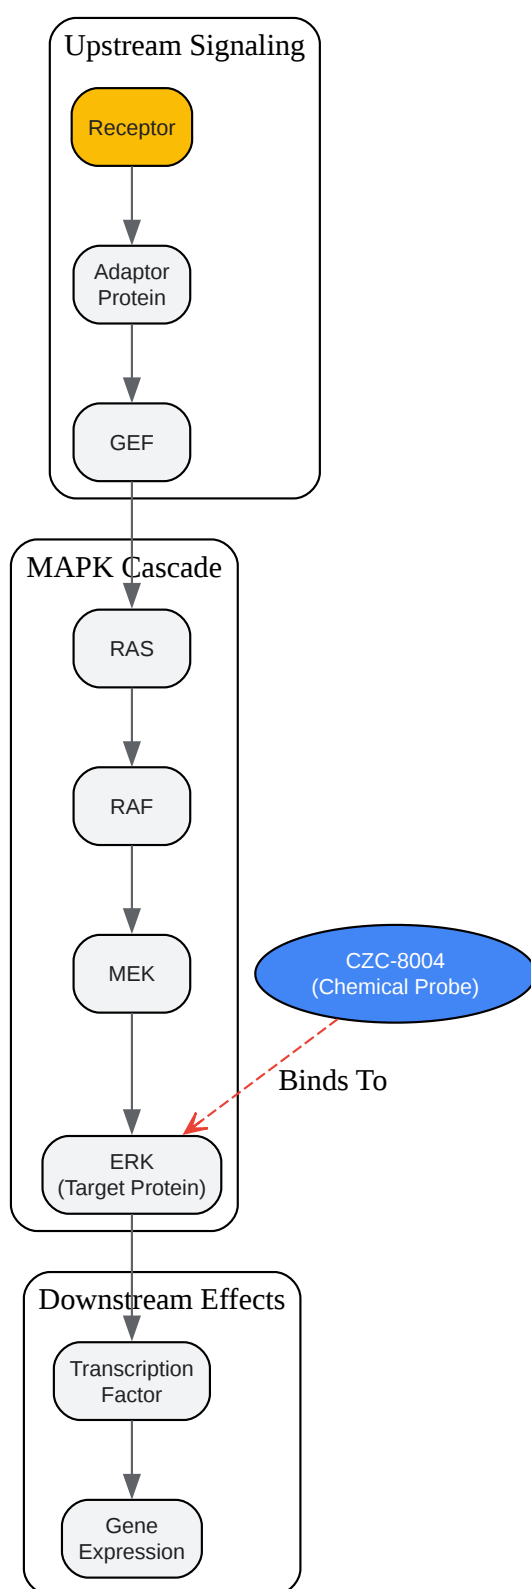 Upstream Signaling
Receptor
Adaptor
Protein
GEF
MAPK Cascade
RAS
RAF
MEK
CZC-8004
(Chemical Probe)
Binds To
ERK
(Target Protein)
Downstream Effects
Transcription
Factor
Gene
Expression